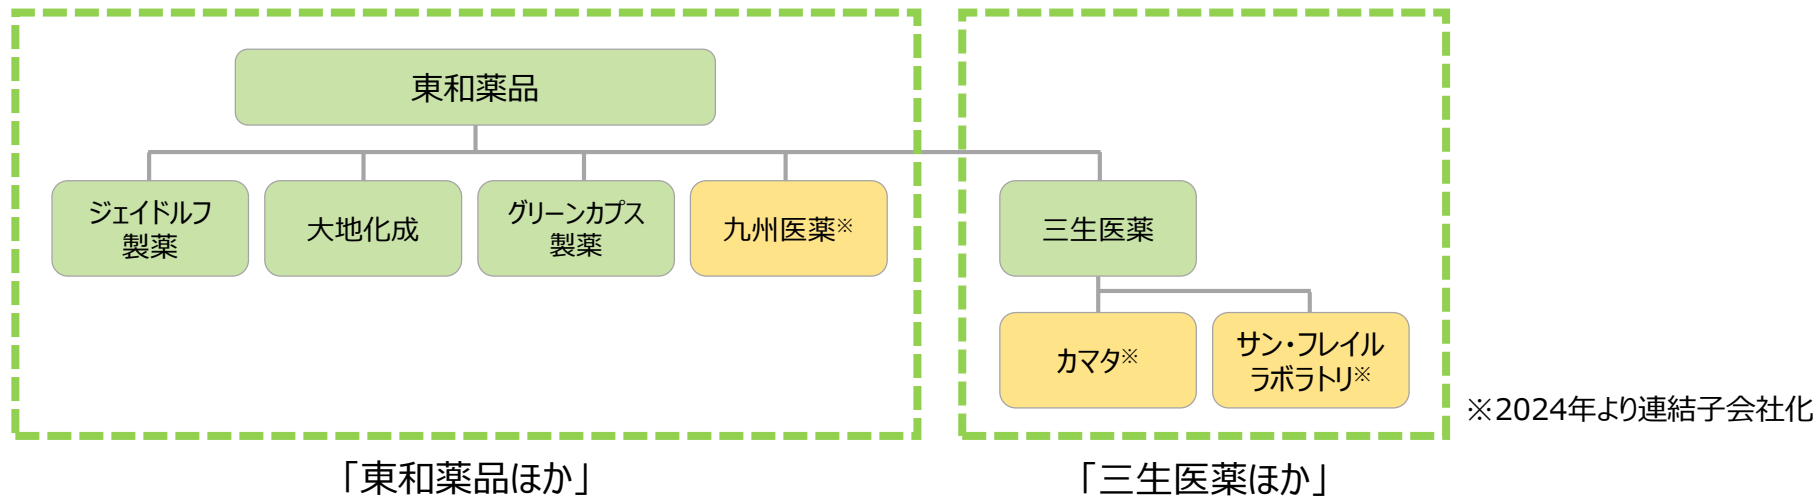 東和薬品
ジェイドルフ
製薬
大地化成
グリーンカプス
製薬
九州医薬※
三生医薬
カマタ※
サン・フレイル
ラボラトリ※
※2024年より連結子会社化
「東和薬品ほか」
「三生医薬ほか」